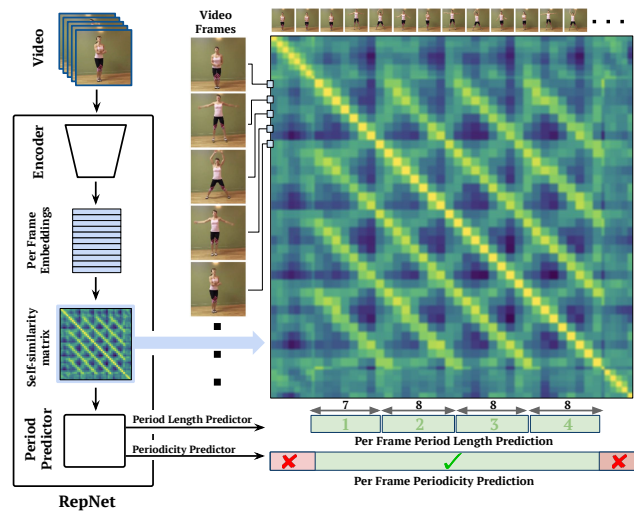 Video
Frames
Video
Encoder
Per Frame
Embeddings
Self-similarity
matrix
Period
Predictor
Period Length Predictor
Periodicity Predictor
RepNet
7
8
8
8
1
2
3
4
Per Frame Period Length Prediction
Per Frame Periodicity Prediction